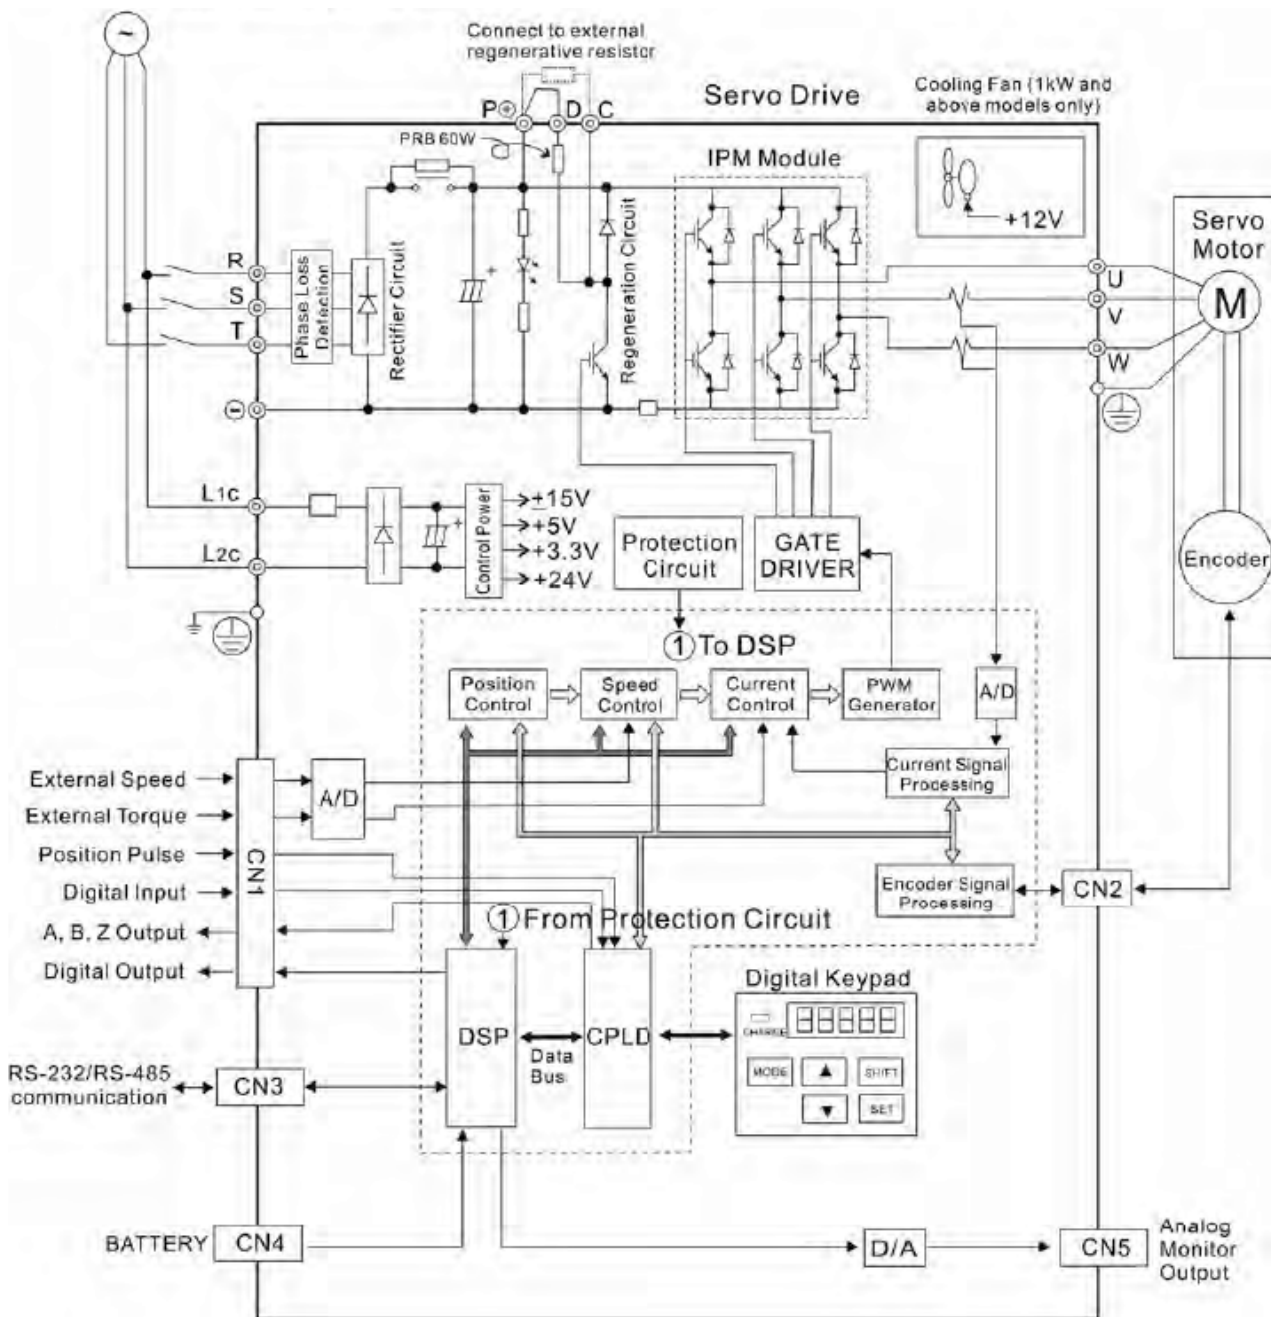 ~
Connect to external
regenerative resistor
Cooling Fan (1kW and
above models only)
Servo Drive
P⊕
D
C
PRB 60W
IPM Module
+12V
Servo
Motor
R
S
T
Phase Loss
Detection
Rectifier Circuit
+
Regeneration Circuit
U
V
W
M
⊖
L1c
L2c
+
Control Power
±15V
+5V
+3.3V
+24V
Protection
Circuit
GATE
DRIVER
Encoder
① To DSP
Position
Control
Speed
Control
Current
Control
PWM
Generator
A/D
Current Signal
Processing
External Speed
External Torque
Position Pulse
Digital Input
A, B, Z Output
Digital Output
CN1
A/D
Encoder Signal
Processing
CN2
① From Protection Circuit
DSP
Data
Bus
CPLD
Digital Keypad
CHARGE
MODE
▲
SHIFT
▼
SET
RS-232/RS-485
communication
CN3
BATTERY
CN4
D/A
CN5
Analog
Monitor
Output